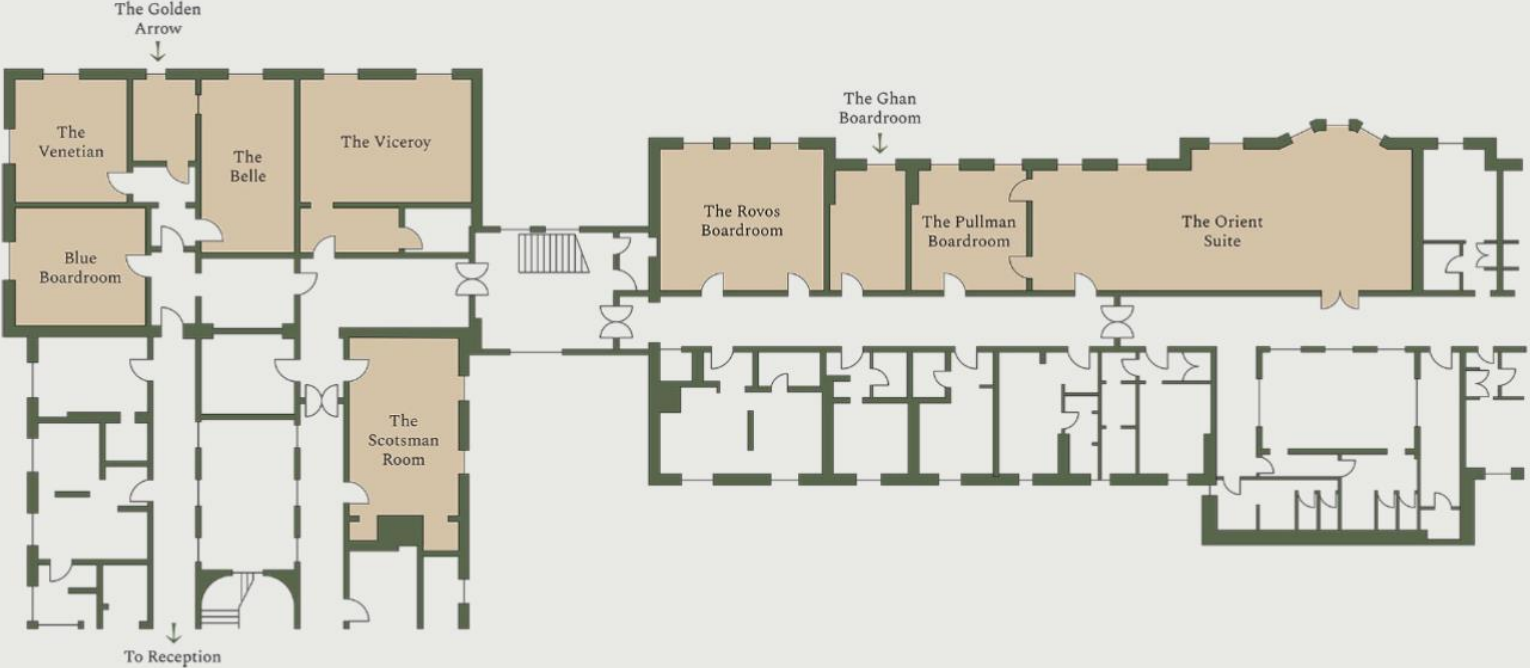 The Golden
Arrow
The
Venetian
The
Belle
The Viceroy
Blue
Boardroom
The
Scotsman
Room
The Ghan
Boardroom
The Rovos
Boardroom
The Pullman
Boardroom
The Orient
Suite
To Reception